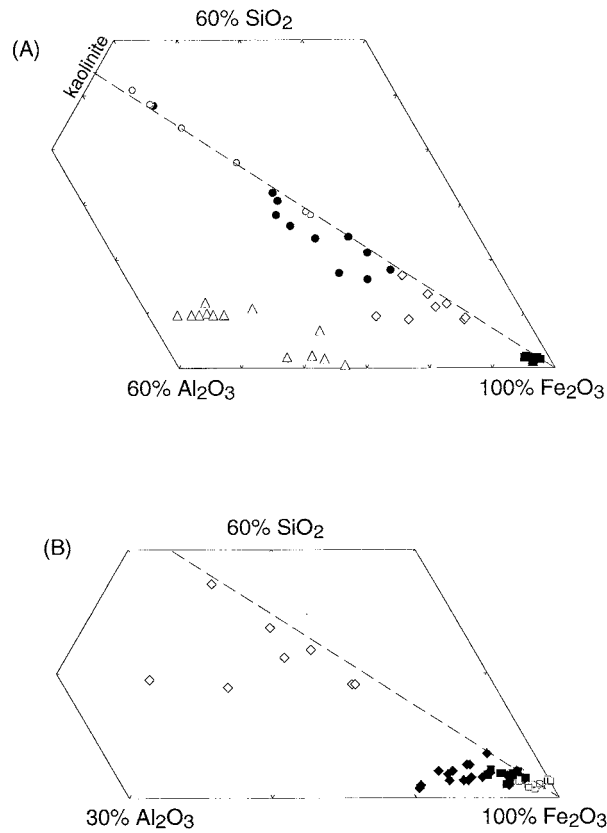 60% SiO₂
(A)
kaolinite
60% Al₂O₃
100% Fe₂O₃
60% SiO₂
(B)
30% Al₂O₃
100% Fe₂O₃